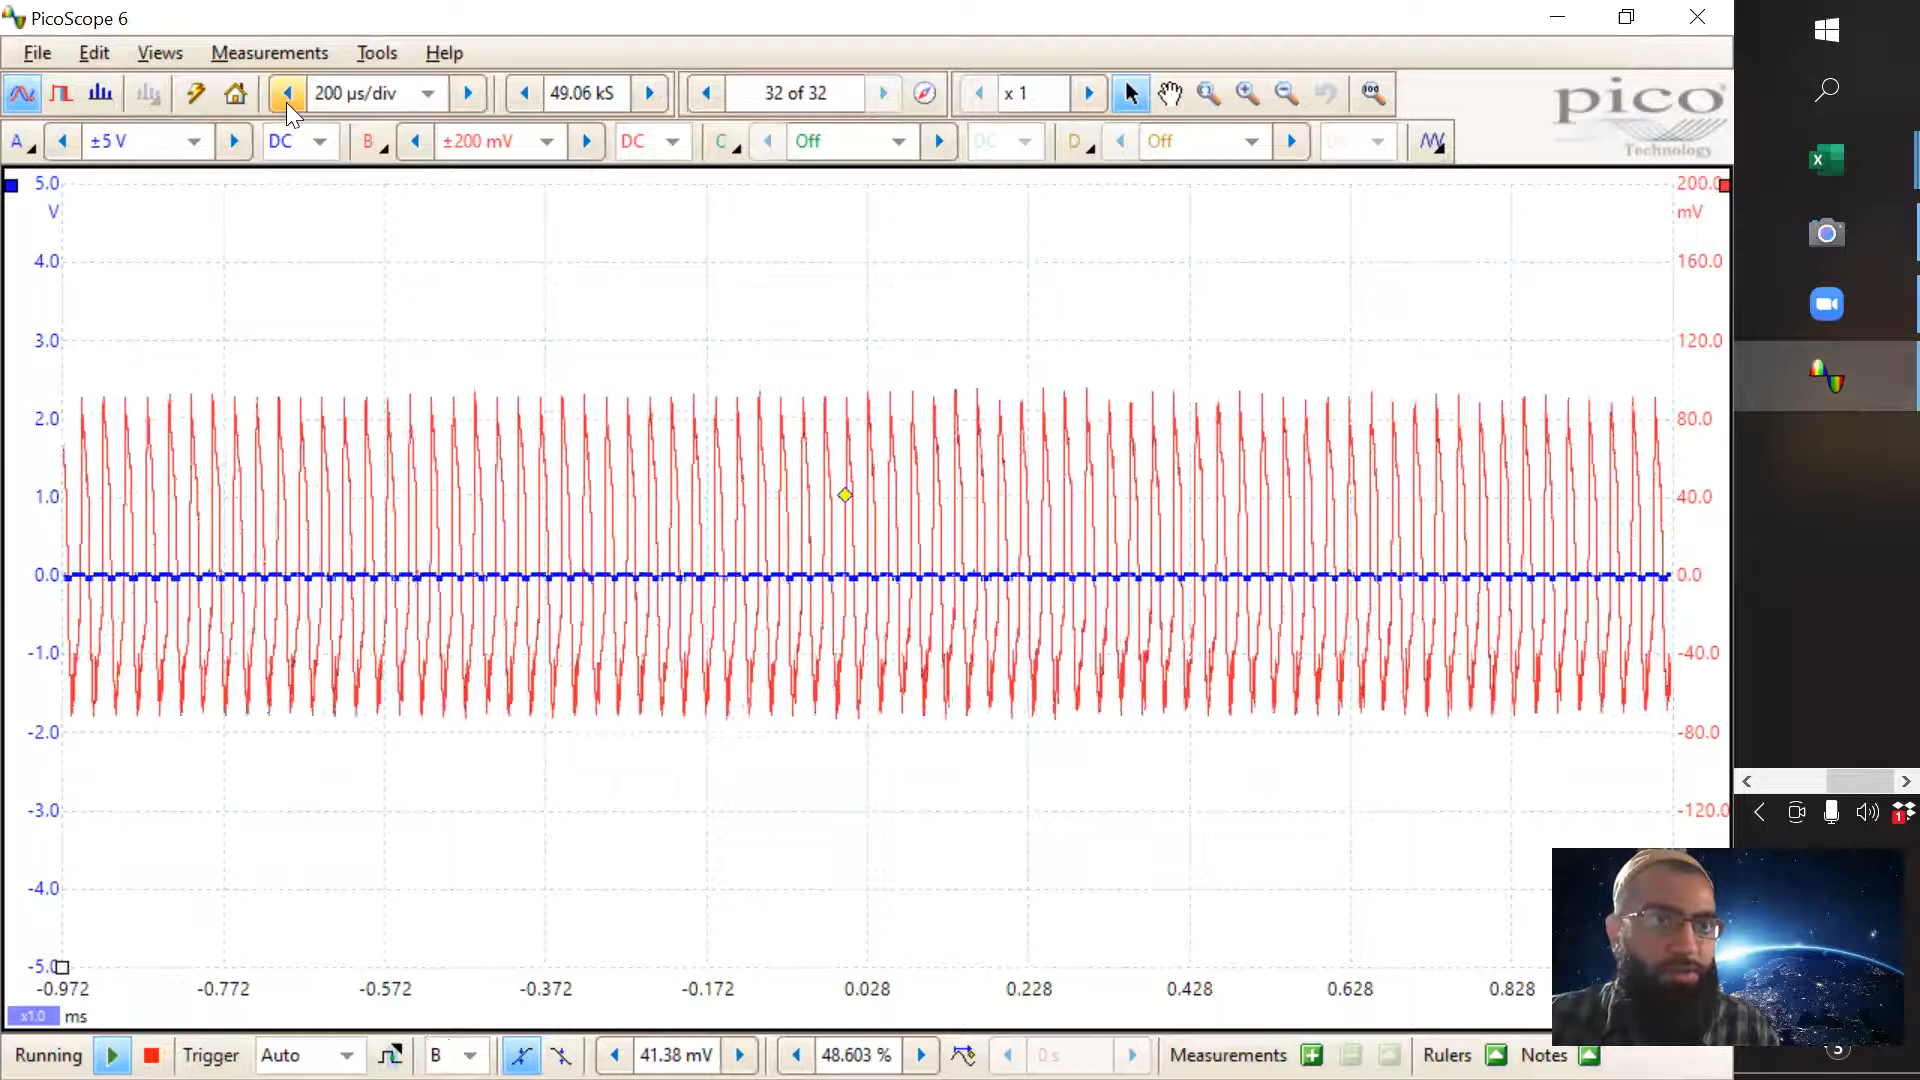 PicoScope 6
File Edit Views Measurements Tools Help
200 µs/div 49.06 kS 32 of 32 x 1 100
pico
Technology
A ±5 V DC B ±200 mV DC C Off DC D Off
5.0 200.0
V mV
4.0 160.0
3.0 120.0
2.0 80.0
1.0 40.0
0.0 0.0
-1.0 -40.0
-2.0 -80.0
-3.0 -120.0
-4.0
-5.0
-0.972 -0.772 -0.572 -0.372 -0.172 0.028 0.228 0.428 0.628 0.828
x1.0 ms
Running Trigger Auto B 41.38 mV 48.603 % 0 s Measurements Rulers Notes
X
1